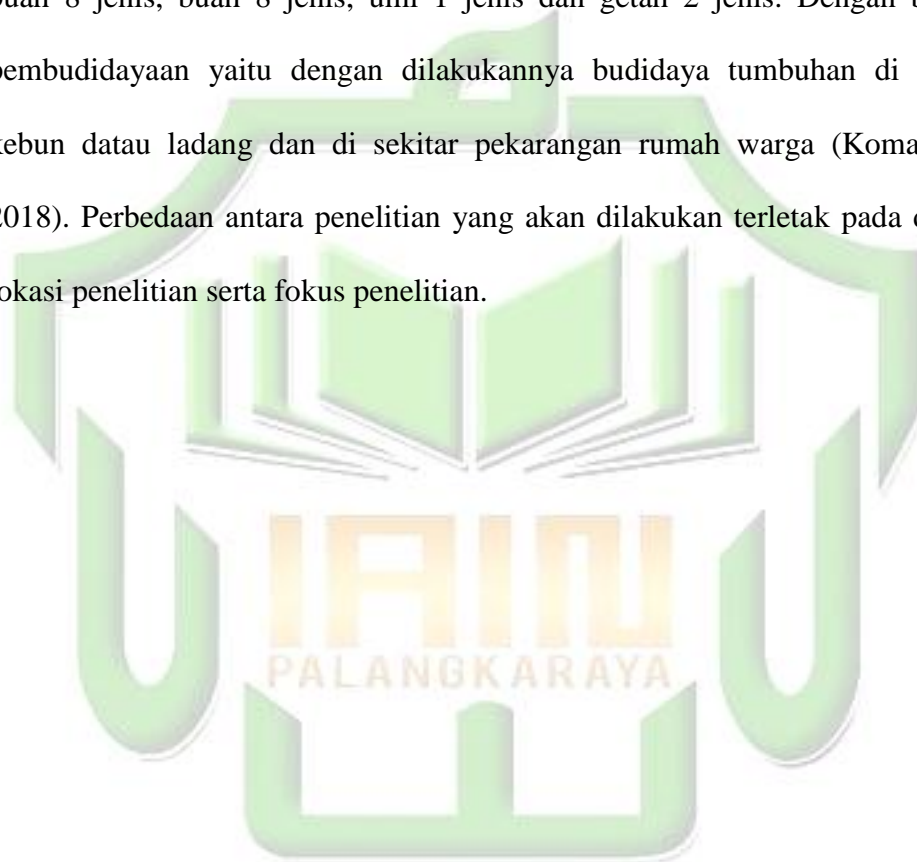 buah 8 jenis, buah 8 jenis, 1 jenis dan getah 2 jenis. Dengan
pembudidayaan yaitu dengan dilakukannya budidaya tumbuhan di
kebun datau ladang dan di sekitar pekarangan rumah warga
2018). Perbedaan antara penelitian yang akan dilakukan terletak pada
lokasi penelitian serta fokus penelitian.
IAIN
PALANGKARAYA